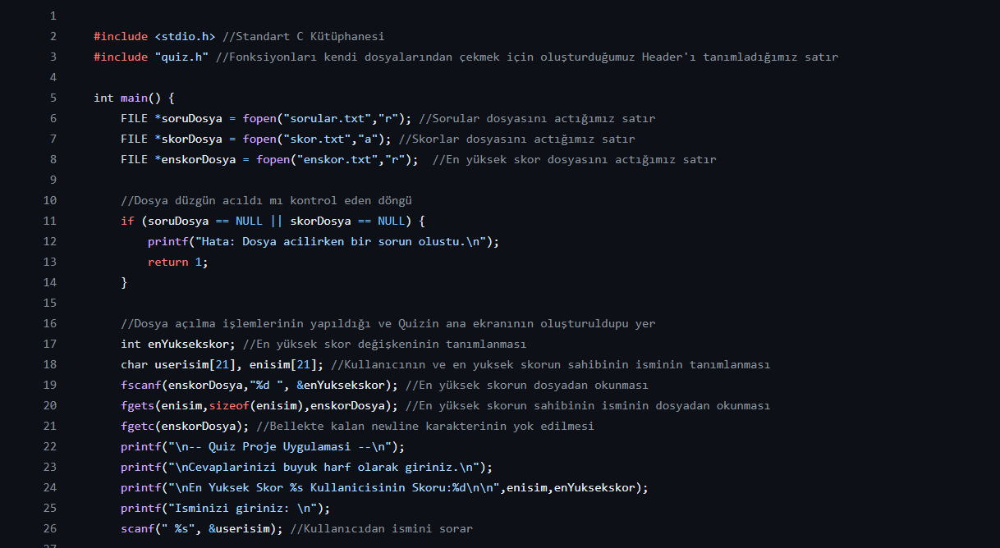 1
2 #include <stdio.h> //Standart C Kütüphanesi
3 #include "quiz.h" //Fonksiyonları kendi dosyalarından çekmek için oluşturduğumuz Header'ı tanımladığımız satır
4
5 int main() {
6 FILE *soruDosya = fopen("sorular.txt","r"); //Sorular dosyasını actığımız satır
7 FILE *skorDosya = fopen("skor.txt","a"); //Skorlar dosyasını actığımız satır
8 FILE *enskorDosya = fopen("enskor.txt","r");  //En yüksek skor dosyasını actığımız satır
9
10 //Dosya düzgün acıldı mı kontrol eden döngü
11 if (soruDosya == NULL || skorDosya == NULL) {
12 printf("Hata: Dosya acilirken bir sorun olustu.\n");
13 return 1;
14 }
15
16 //Dosya açılma işlemlerinin yapıldığı ve Quizin ana ekranının oluşturuldupu yer
17 int enYuksekskor; //En yüksek skor değişkeninin tanımlanması
18 char userisim[21], enisim[21]; //Kullanıcının ve en yuksek skorun sahibinin isminin tanımlanması
19 fscanf(enskorDosya,"%d ", &enYuksekskor); //En yüksek skorun dosyadan okunması
20 fgets(enisim,sizeof(enisim),enskorDosya); //En yüksek skorun sahibinin isminin dosyadan okunması
21 fgetc(enskorDosya); //Bellekte kalan newline karakterinin yok edilmesi
22 printf("\n-- Quiz Proje Uygulamasi --\n");
23 printf("\nCevaplarinizi buyuk harf olarak giriniz.\n");
24 printf("\nEn Yuksek Skor %s Kullanicisinin Skoru:%d\n\n",enisim,enYuksekskor);
25 printf("Isminizi giriniz: \n");
26 scanf(" %s", &userisim); //Kullanıcıdan ismini sorar
27